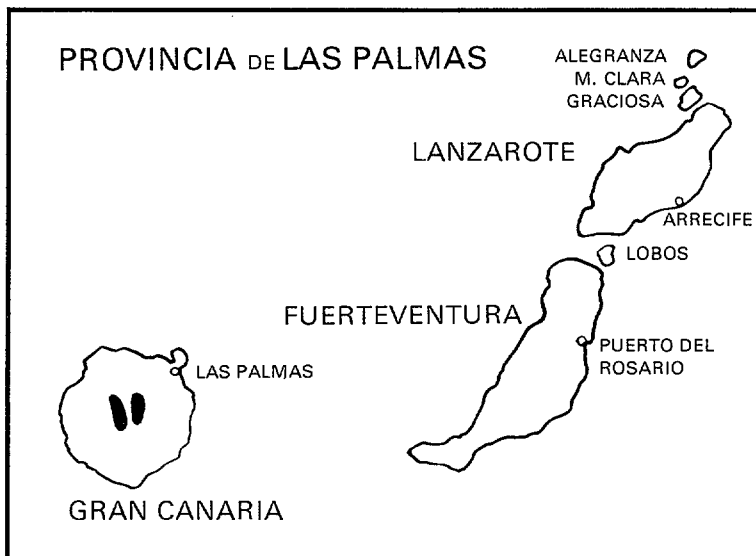 PROVINCIA DE LAS PALMAS
ALEGRANZA
M. CLARA
GRACIOSA
LANZAROTE
ARRECIFE
LOBOS
FUERTEVENTURA
PUERTO DEL
ROSARIO
LAS PALMAS
GRAN CANARIA